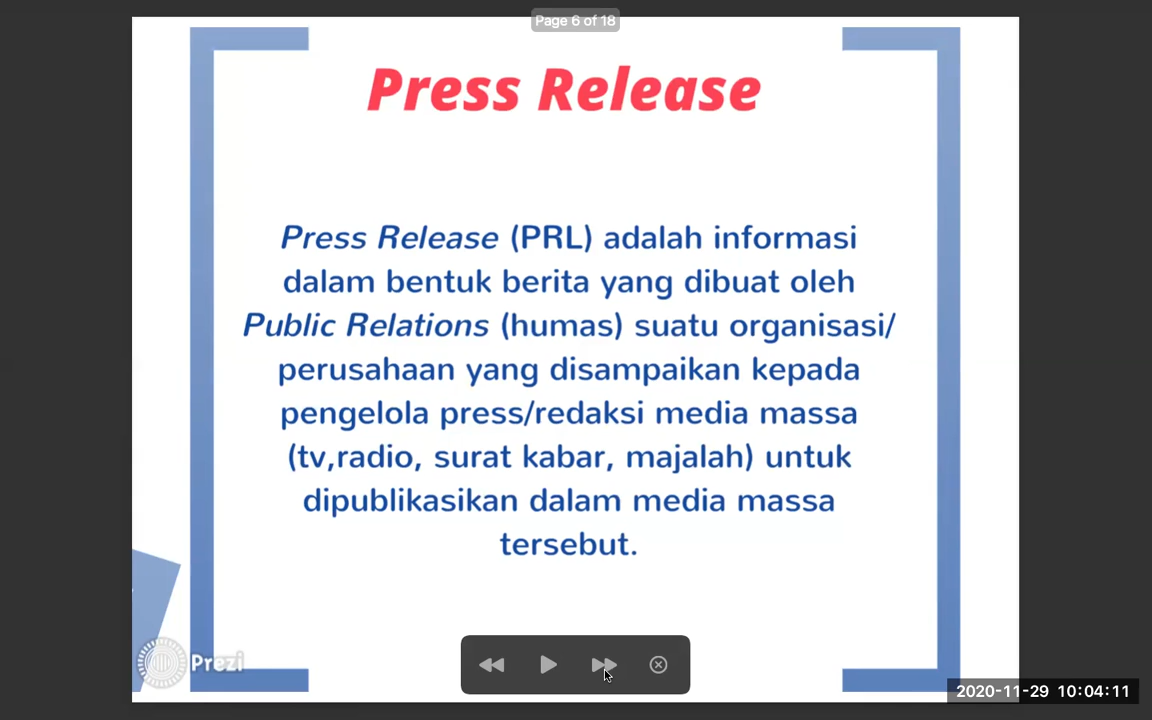 Page 6 of 18
Press Release
Press Release (PRL) adalah informasi
dalam bentuk berita yang dibuat oleh
Public Relations (humas) suatu organisasi/
perusahaan yang disampaikan kepada
pengelola press/redaksi media massa
(tv,radio, surat kabar, majalah) untuk
dipublikasikan dalam media massa
tersebut.
Prezi
2020-11-29 10:04:11